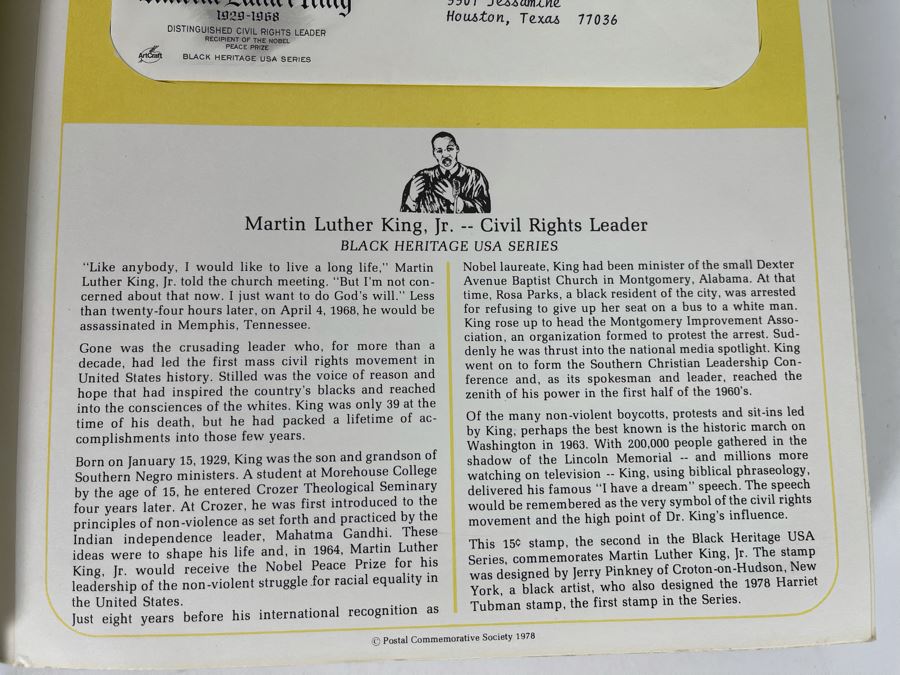 Martin Luther King
1929-1968
DISTINGUISHED CIVIL RIGHTS LEADER
RECIPIENT OF THE NOBEL
PEACE PRIZE
ArtCraft
BLACK HERITAGE USA SERIES
Jessamine
Houston, Texas 77036
Martin Luther King, Jr. -- Civil Rights Leader
BLACK HERITAGE USA SERIES
"Like anybody, I would like to live a long life," Martin
Luther King, Jr. told the church meeting. "But I'm not con-
cerned about that now. I just want to do God's will." Less
than twenty-four hours later, on April 4, 1968, he would be
assassinated in Memphis, Tennessee.
Gone was the crusading leader who, for more than a
decade, had led the first mass civil rights movement in
United States history. Stilled was the voice of reason and
hope that had inspired the country's blacks and reached
into the consciences of the whites. King was only 39 at the
time of his death, but he had packed a lifetime of ac-
complishments into those few years.
Born on January 15, 1929, King was the son and grandson of
Southern Negro ministers. A student at Morehouse College
by the age of 15, he entered Crozer Theological Seminary
four years later. At Crozer, he was first introduced to the
principles of non-violence as set forth and practiced by the
Indian independence leader, Mahatma Gandhi. These
ideas were to shape his life and, in 1964, Martin Luther
King, Jr. would receive the Nobel Peace Prize for his
leadership of the non-violent struggle for racial equality in
the United States.
Just eight years before his international recognition as
Nobel laureate, King had been minister of the small Dexter
Avenue Baptist Church in Montgomery, Alabama. At that
time, Rosa Parks, a black resident of the city, was arrested
for refusing to give up her seat on a bus to a white man.
King rose up to head the Montgomery Improvement Asso-
ciation, an organization formed to protest the arrest. Sud-
denly he was thrust into the national media spotlight. King
went on to form the Southern Christian Leadership Con-
ference and, as its spokesman and leader, reached the
zenith of his power in the first half of the 1960's.
Of the many non-violent boycotts, protests and sit-ins led
by King, perhaps the best known is the historic march on
Washington in 1963. With 200,000 people gathered in the
shadow of the Lincoln Memorial -- and millions more
watching on television -- King, using biblical phraseology,
delivered his famous "I have a dream" speech. The speech
would be remembered as the very symbol of the civil rights
movement and the high point of Dr. King's influence.
This 15¢ stamp, the second in the Black Heritage USA
Series, commemorates Martin Luther King, Jr. The stamp
was designed by Jerry Pinkney of Croton-on-Hudson, New
York, a black artist, who also designed the 1978 Harriet
Tubman stamp, the first stamp in the Series.
© Postal Commemorative Society 1978